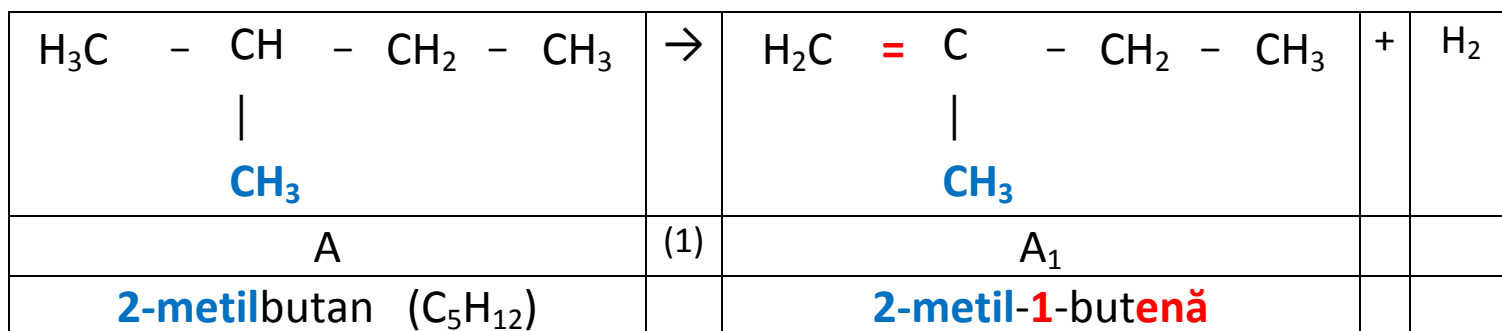 H₃C – CH – CH₂ – CH₃ → H₂C = C – CH₂ – CH₃ + H₂
| |
CH₃ CH₃
A (1) A₁
2-metilbutan (C₅H₁₂) 2-metil-1-butenă